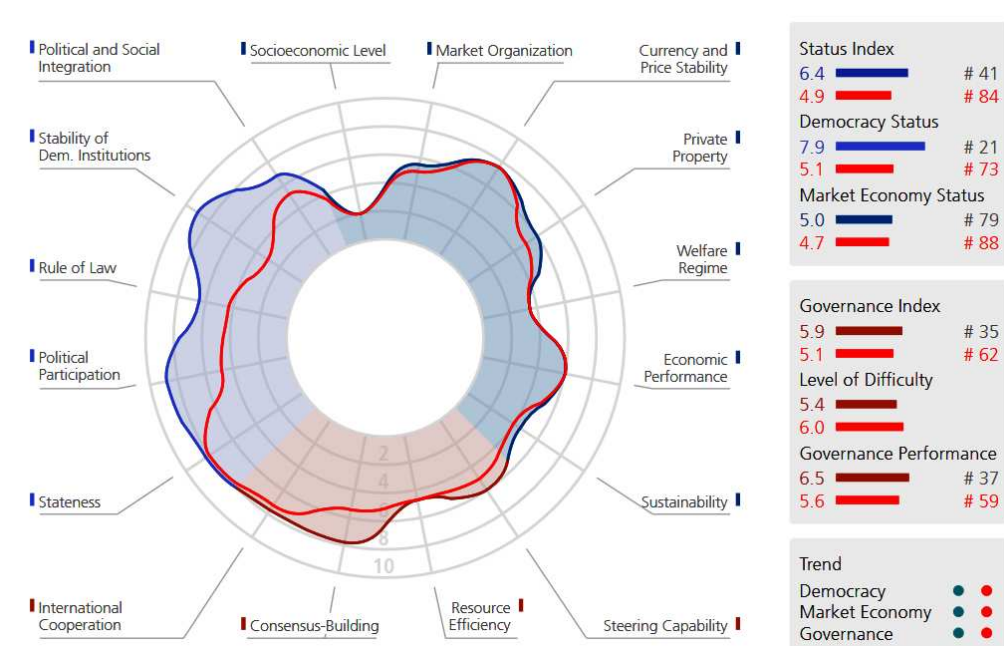 Political and Social
Integration
Socioeconomic Level
Market Organization
Currency and
Price Stability
Stability of
Dem. Institutions
Private
Property
Rule of Law
Welfare
Regime
Political
Participation
Economic
Performance
Stateness
Sustainability
International
Cooperation
Consensus-Building
Resource
Efficiency
Steering Capability
2
4
6
8
10
Status Index
6.4 # 41
4.9 # 84
Democracy Status
7.9 # 21
5.1 # 73
Market Economy Status
5.0 # 79
4.7 # 88
Governance Index
5.9 # 35
5.1 # 62
Level of Difficulty
5.4
6.0
Governance Performance
6.5 # 37
5.6 # 59
Trend
Democracy
Market Economy
Governance